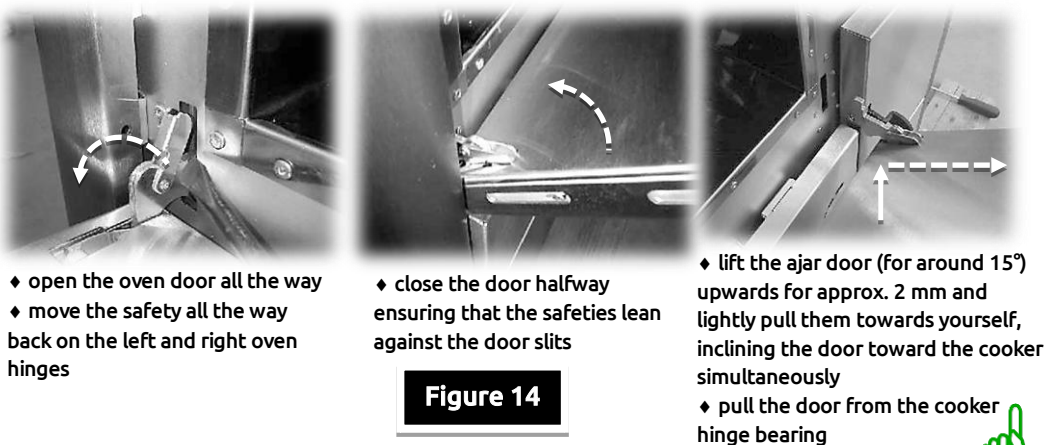 ♦ open the oven door all the way
♦ move the safety all the way
back on the left and right oven
hinges
♦ close the door halfway
ensuring that the safeties lean
against the door slits
Figure 14
♦ lift the ajar door (for around 15°)
upwards for approx. 2 mm and
lightly pull them towards yourself,
inclining the door toward the cooker
simultaneously
♦ pull the door from the cooker
hinge bearing